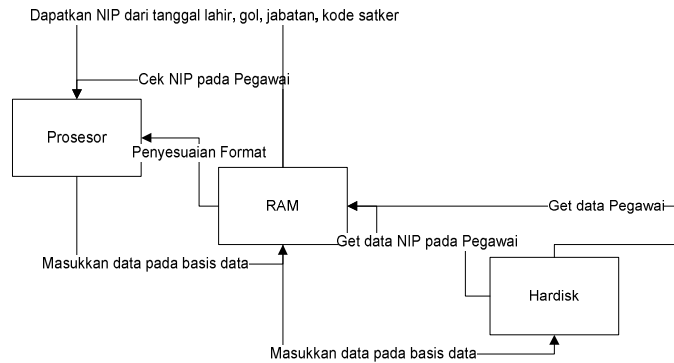 Dapatkan NIP dari tanggal lahir, gol, jabatan, kode satker
Cek NIP pada Pegawai
Prosesor
Penyesuaian Format
RAM
Get data Pegawai
Get data NIP pada Pegawai
Masukkan data pada basis data
Hardisk
Masukkan data pada basis data